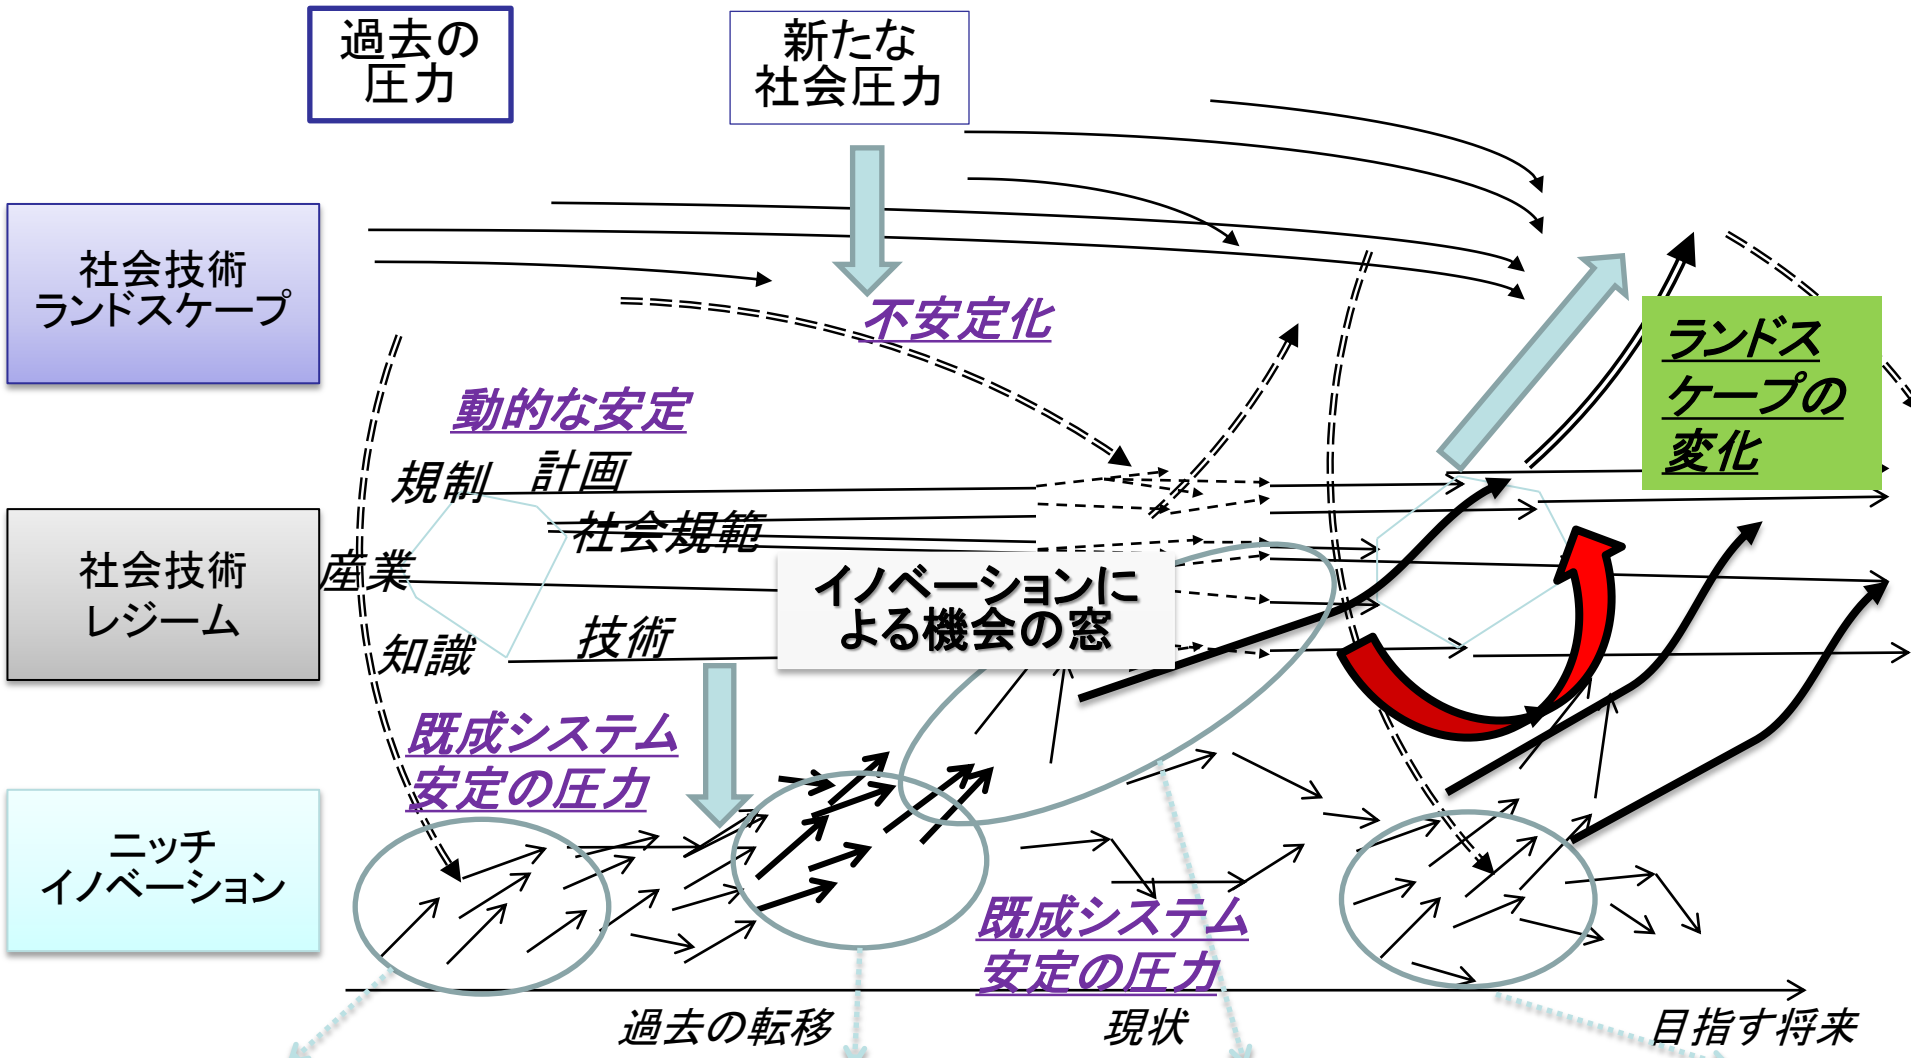 過去の
圧力
新たな
社会圧力
社会技術
ランドスケープ
不安定化
ランドス
ケープの
変化
動的な安定
規制
計画
社会規範
産業
社会技術
レジーム
イノベーションに
よる機会の窓
知識
技術
既成システム
安定の圧力
ニッチ
イノベーション
既成システム
安定の圧力
過去の転移
現状
目指す将来